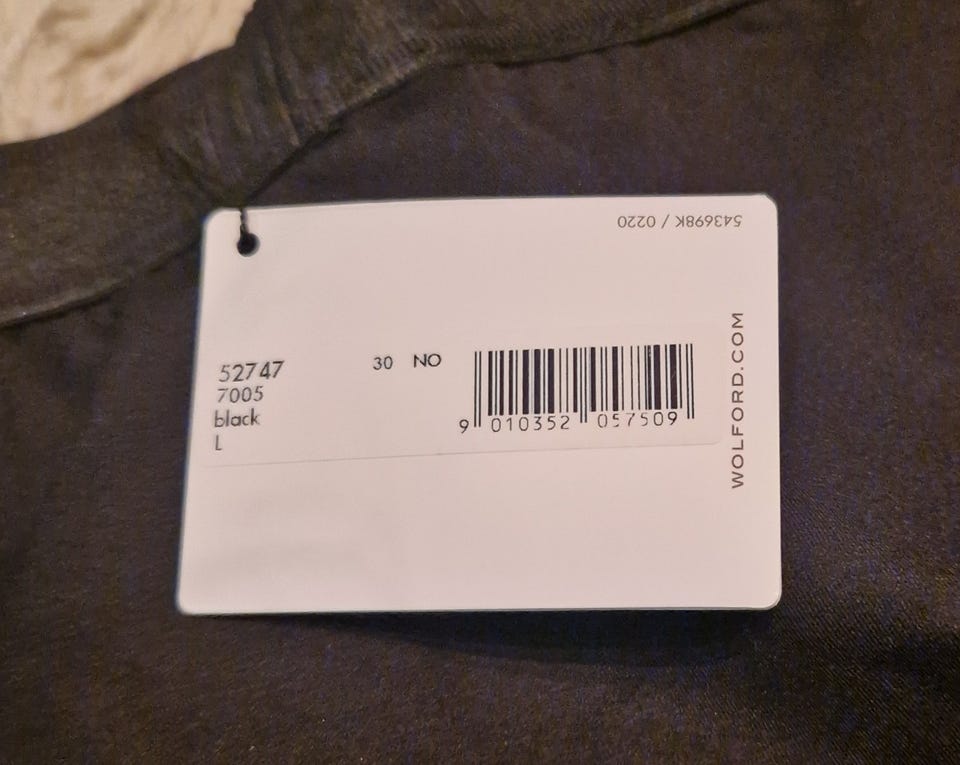 543698K / 0220
52747
7005
black
L
30 NO
9 010352 057509
WOLFORD.COM